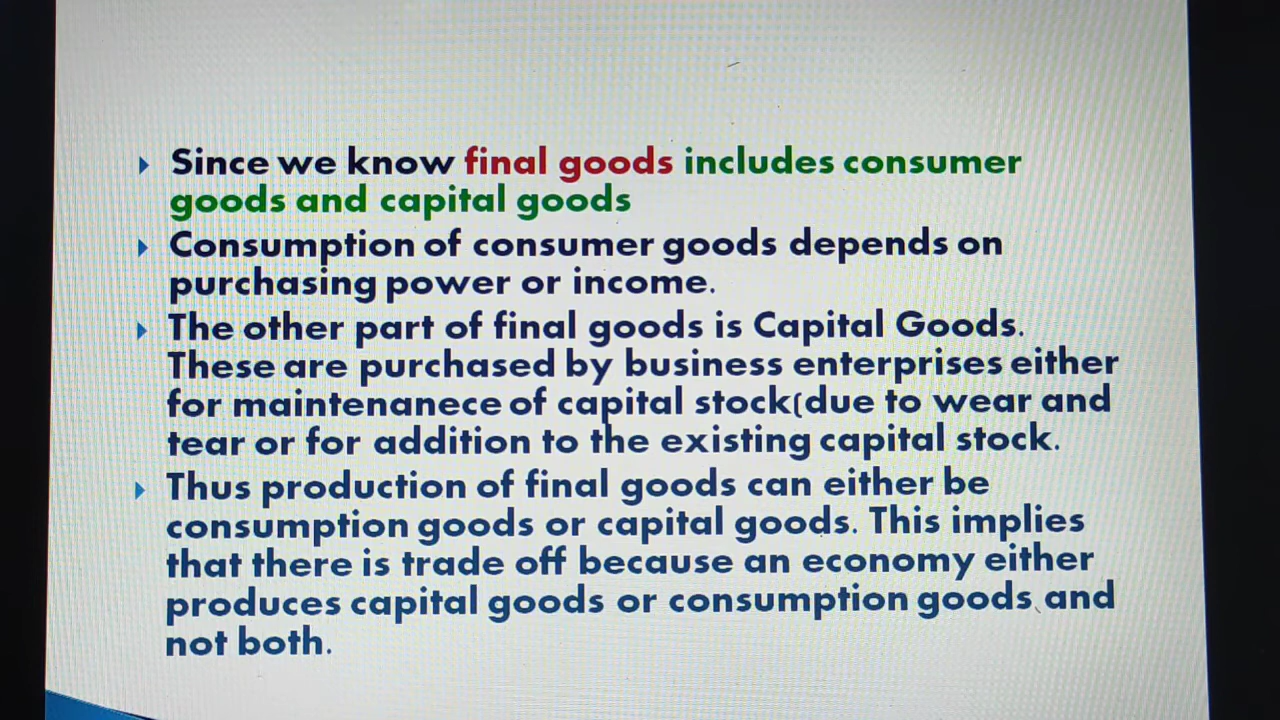 Since we know final goods includes consumer
goods and capital goods
Consumption of consumer goods depends on
purchasing power or income.
The other part of final goods is Capital Goods.
These are purchased by business enterprises either
for maintenanece of capital stock(due to wear and
tear or for addition to the existing capital stock.
Thus production of final goods can either be
consumption goods or capital goods. This implies
that there is trade off because an economy either
produces capital goods or consumption goods and
not both.